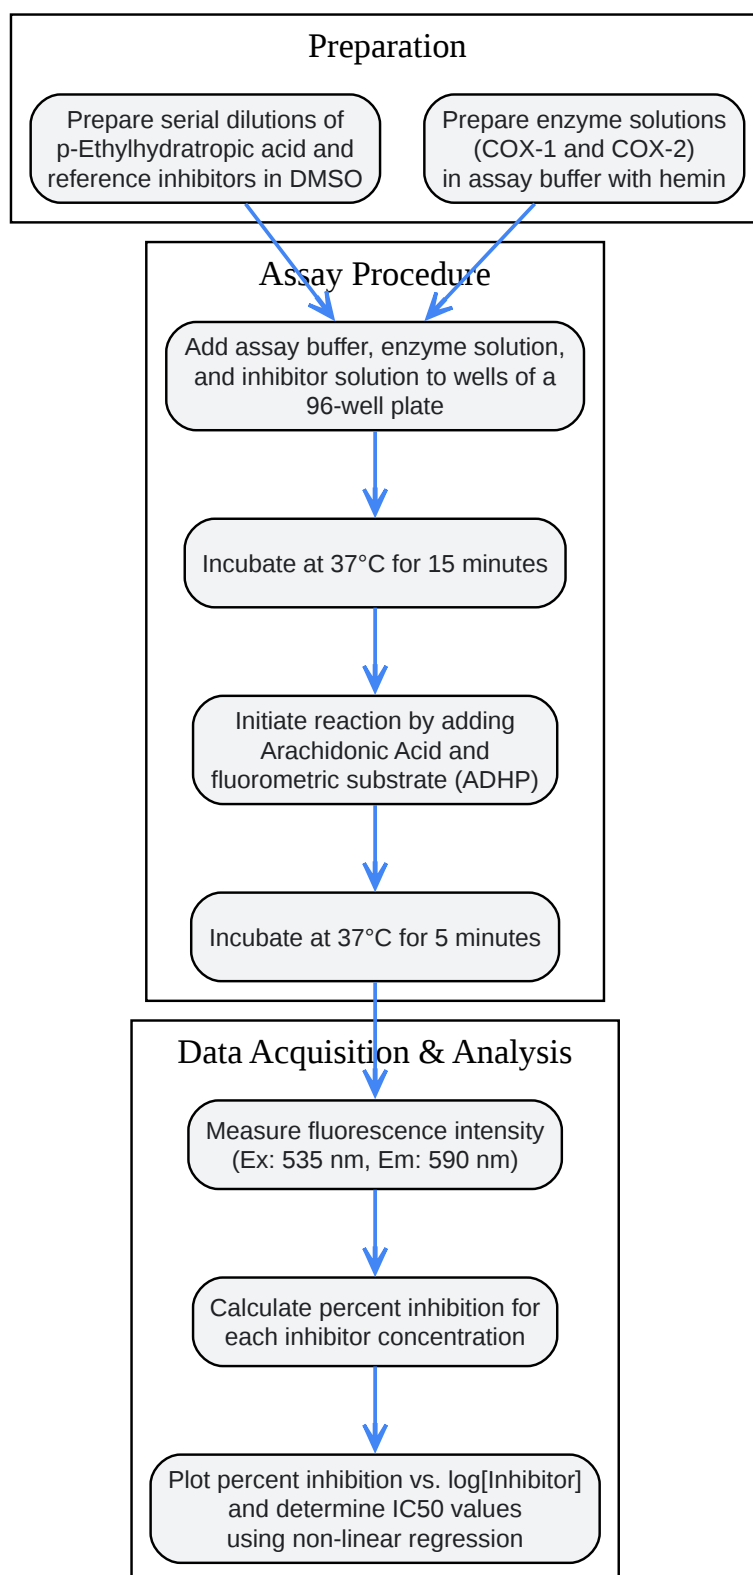 Preparation
Prepare serial dilutions of
p-Ethylhydratropic acid and
reference inhibitors in DMSO
Prepare enzyme solutions
(COX-1 and COX-2)
in assay buffer with hemin
Assay Procedure
Add assay buffer, enzyme solution,
and inhibitor solution to wells of a
96-well plate
Incubate at 37°C for 15 minutes
Initiate reaction by adding
Arachidonic Acid and
fluorometric substrate (ADHP)
Incubate at 37°C for 5 minutes
Data Acquisition & Analysis
Measure fluorescence intensity
(Ex: 535 nm, Em: 590 nm)
Calculate percent inhibition for
each inhibitor concentration
Plot percent inhibition vs. log[Inhibitor]
and determine IC50 values
using non-linear regression